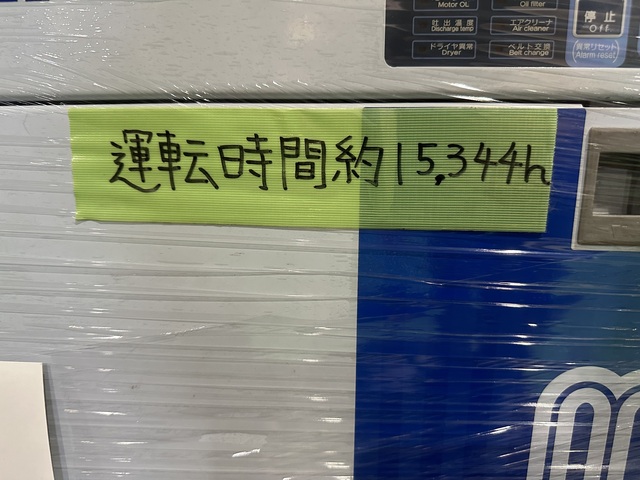 Motor OL
Oil filter
吐出温度
Discharge temp
エアクリーナ
Air cleaner
ドライヤ異常
Dryer
ベルト交換
Belt change
停止
Off
異常リセット
Alarm reset
運転時間約15,344h